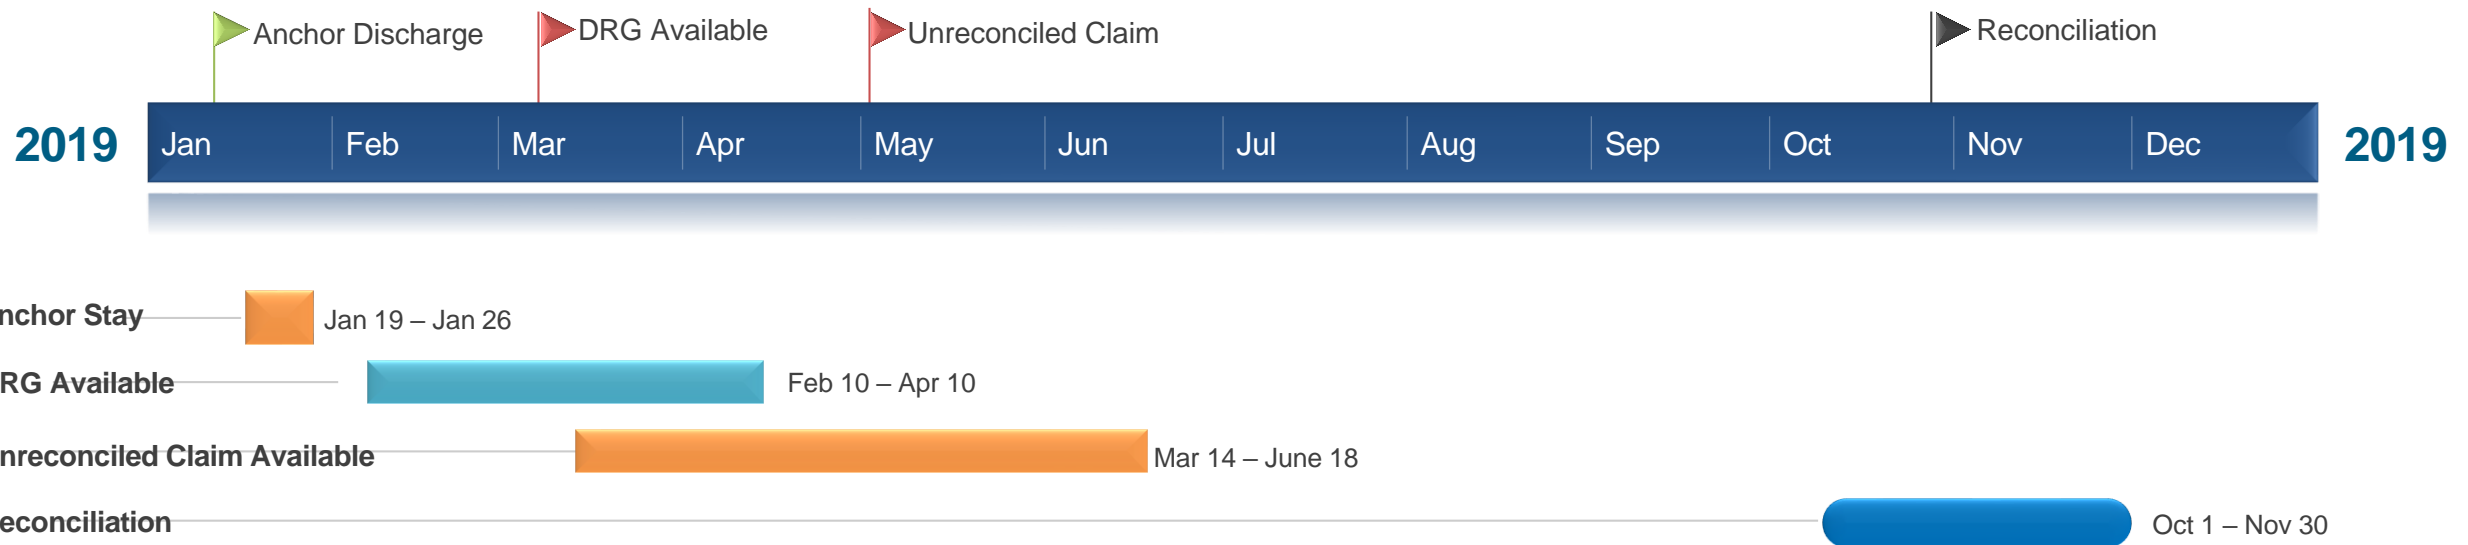 Anchor Discharge
DRG Available
Unreconciled Claim
Reconciliation
2019 Jan Feb Mar Apr May Jun Jul Aug Sep Oct Nov Dec 2019
nchor Stay Jan 19 – Jan 26
RG Available Feb 10 – Apr 10
nreconciled Claim Available Mar 14 – June 18
econciliation Oct 1 – Nov 30